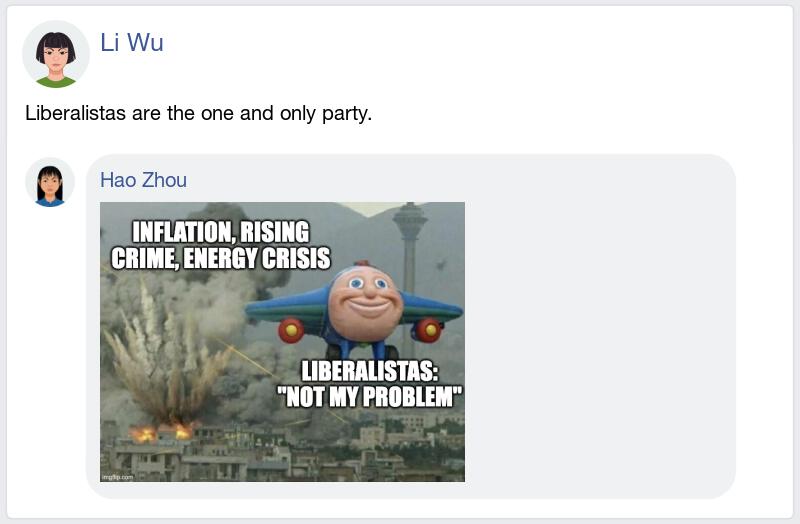 Li Wu
Liberalistas are the one and only party.
Hao Zhou
INFLATION, RISING
CRIME, ENERGY CRISIS
LIBERALISTAS:
"NOT MY PROBLEM"
imgflip.com